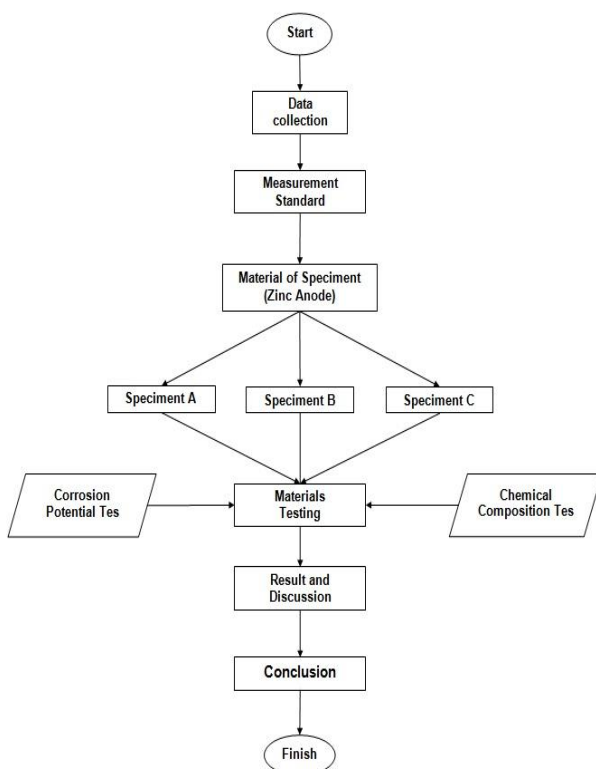 Start
Data
collection
Measurement
Standard
Material of Speciment
(Zinc Anode)
Speciment A
Speciment B
Speciment C
Corrosion
Potential Tes
Materials
Testing
Chemical
Composition Tes
Result and
Discussion
Conclusion
Finish